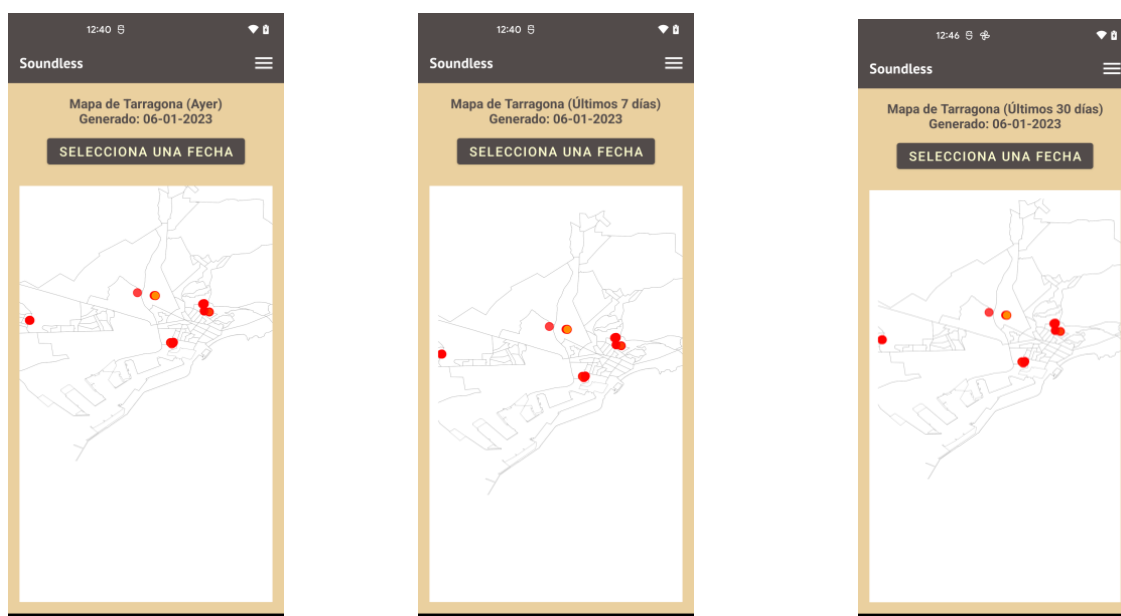 12:40
Soundless
Mapa de Tarragona (Ayer)
Generado: 06-01-2023
SELECCIONA UNA FECHA
12:40
Soundless
Mapa de Tarragona (Últimos 7 días)
Generado: 06-01-2023
SELECCIONA UNA FECHA
12:46
Soundless
Mapa de Tarragona (Últimos 30 días)
Generado: 06-01-2023
SELECCIONA UNA FECHA